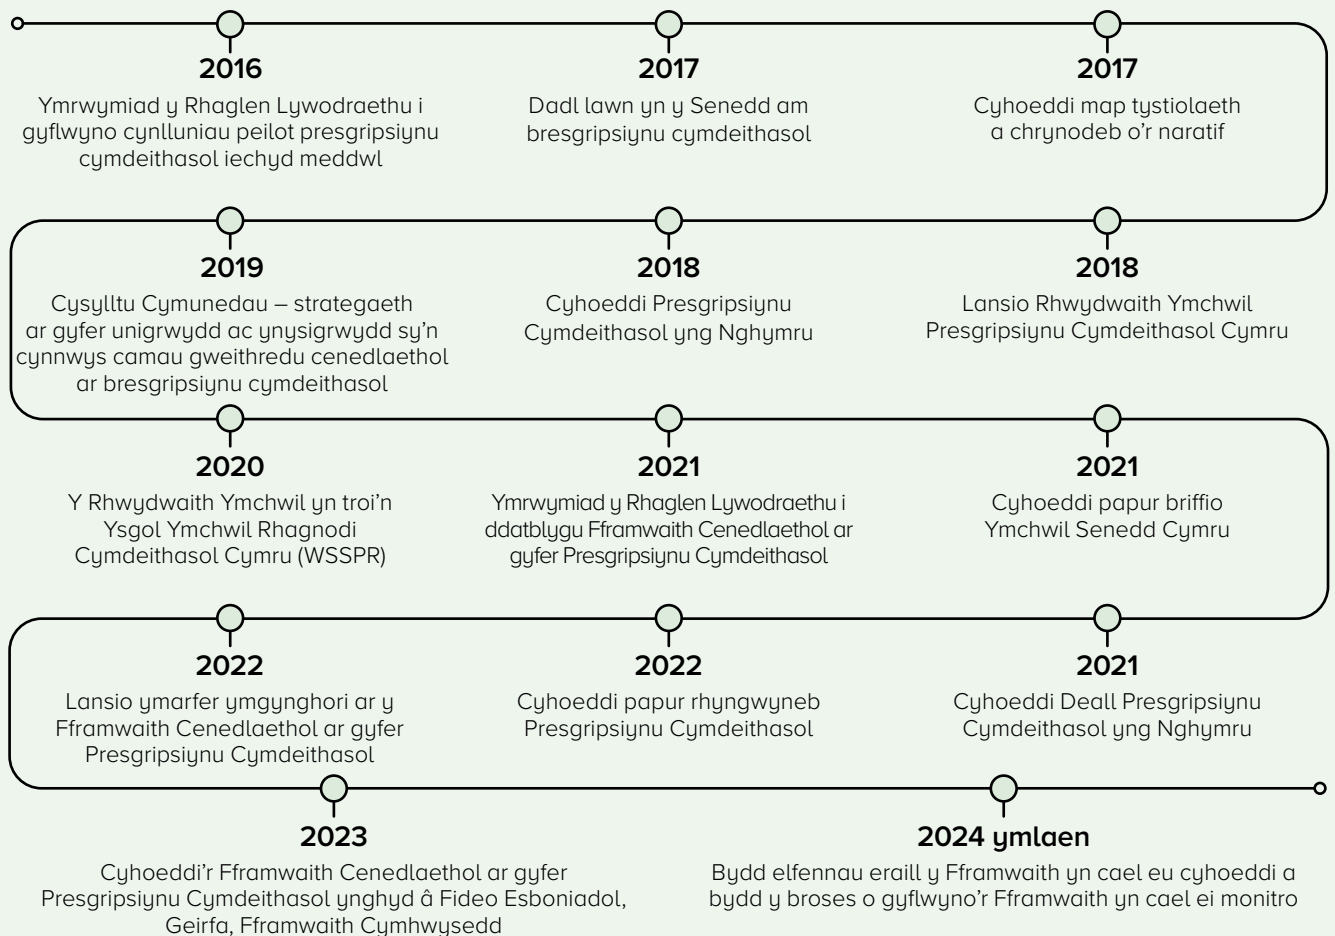 2016
Ymrwymiad y Rhaglen Lywodraethu i
gyflwyno cynlluniau peilot presgripsiynu
cymdeithasol iechyd meddwl
2017
Dadl lawn yn y Senedd am
bresgripsiynu cymdeithasol
2017
Cyhoeddi map tystiolaeth
a chrynodeb o'r naratif
2018
Lansio Rhwydwaith Ymchwil
Presgripsiynu Cymdeithasol Cymru
2018
Cyhoeddi Presgripsiynu
Cymdeithasol yng Nghymru
2019
Cysylltu Cymunedau – strategaeth
ar gyfer unigrwydd ac ynysigrwydd sy'n
cynnwys camau gweithredu cenedlaethol
ar bresgripsiynu cymdeithasol
2020
Y Rhwydwaith Ymchwil yn troi'n
Ysgol Ymchwil Rhagnodi
Cymdeithasol Cymru (WSSPR)
2021
Ymrwymiad y Rhaglen Lywodraethu i
ddatblygu Fframwaith Cenedlaethol ar
gyfer Presgripsiynu Cymdeithasol
2021
Cyhoeddi papur briffio
Ymchwil Senedd Cymru
2021
Cyhoeddi Deall Presgripsiynu
Cymdeithasol yng Nghymru
2022
Cyhoeddi papur rhyngwyneb
Presgripsiynu Cymdeithasol
2022
Lansio ymarfer ymgynghori ar y
Fframwaith Cenedlaethol ar gyfer
Presgripsiynu Cymdeithasol
2023
Cyhoeddi'r Fframwaith Cenedlaethol ar gyfer
Presgripsiynu Cymdeithasol ynghyd â Fideo Esboniadol,
Geirfa, Fframwaith Cymhwysedd
2024 ymlaen
Bydd elfennau eraill y Fframwaith yn cael eu cyhoeddi a
bydd y broses o gyflwyno'r Fframwaith yn cael ei monitro